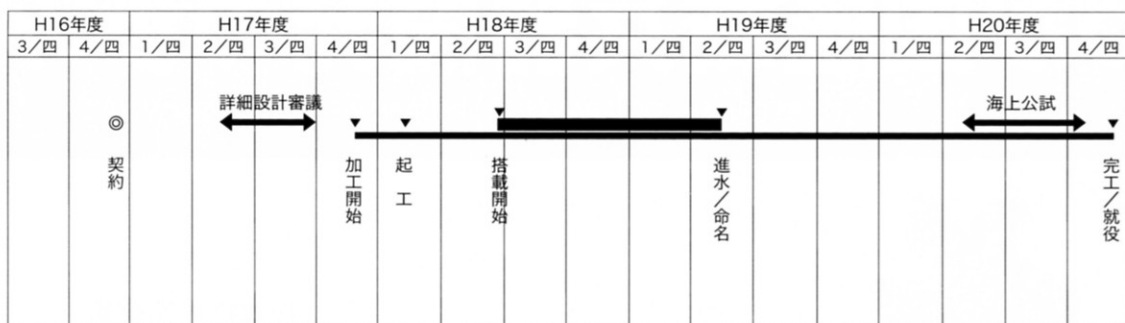 H16年度 H17年度 H18年度 H19年度 H20年度
3/四 4/四 1/四 2/四 3/四 4/四 1/四 2/四 3/四 4/四 1/四 2/四 3/四 4/四 1/四 2/四 3/四 4/四
詳細設計審議
海上公試
◎
契約
加工開始
起工
搭載開始
進水/命名
完工/就役